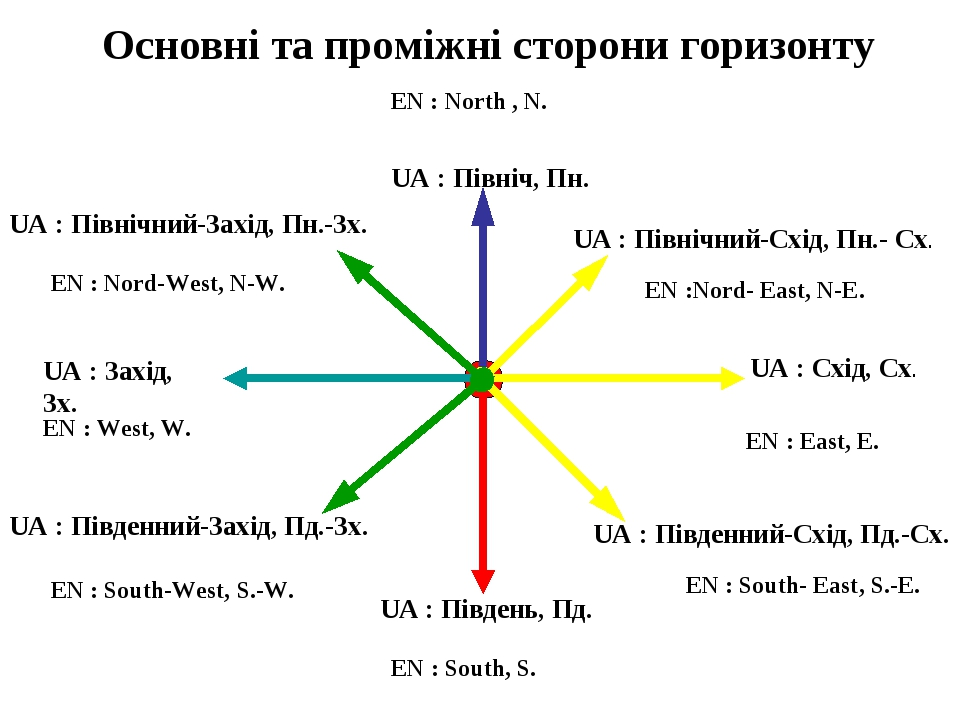 Основні та проміжні сторони горизонту
EN : North , N.
UA : Північ, Пн.
UA : Північний-Захід, Пн.-Зх.
UA : Північний-Схід, Пн.- Сх.
EN : Nord-West, N-W.
EN :Nord- East, N-E.
UA : Захід,
Зх.
UA : Схід, Сх.
EN : West, W.
EN : East, E.
UA : Південний-Захід, Пд.-Зх.
UA : Південний-Схід, Пд.-Сх.
EN : South-West, S.-W.
EN : South- East, S.-E.
UA : Південь, Пд.
EN : South, S.